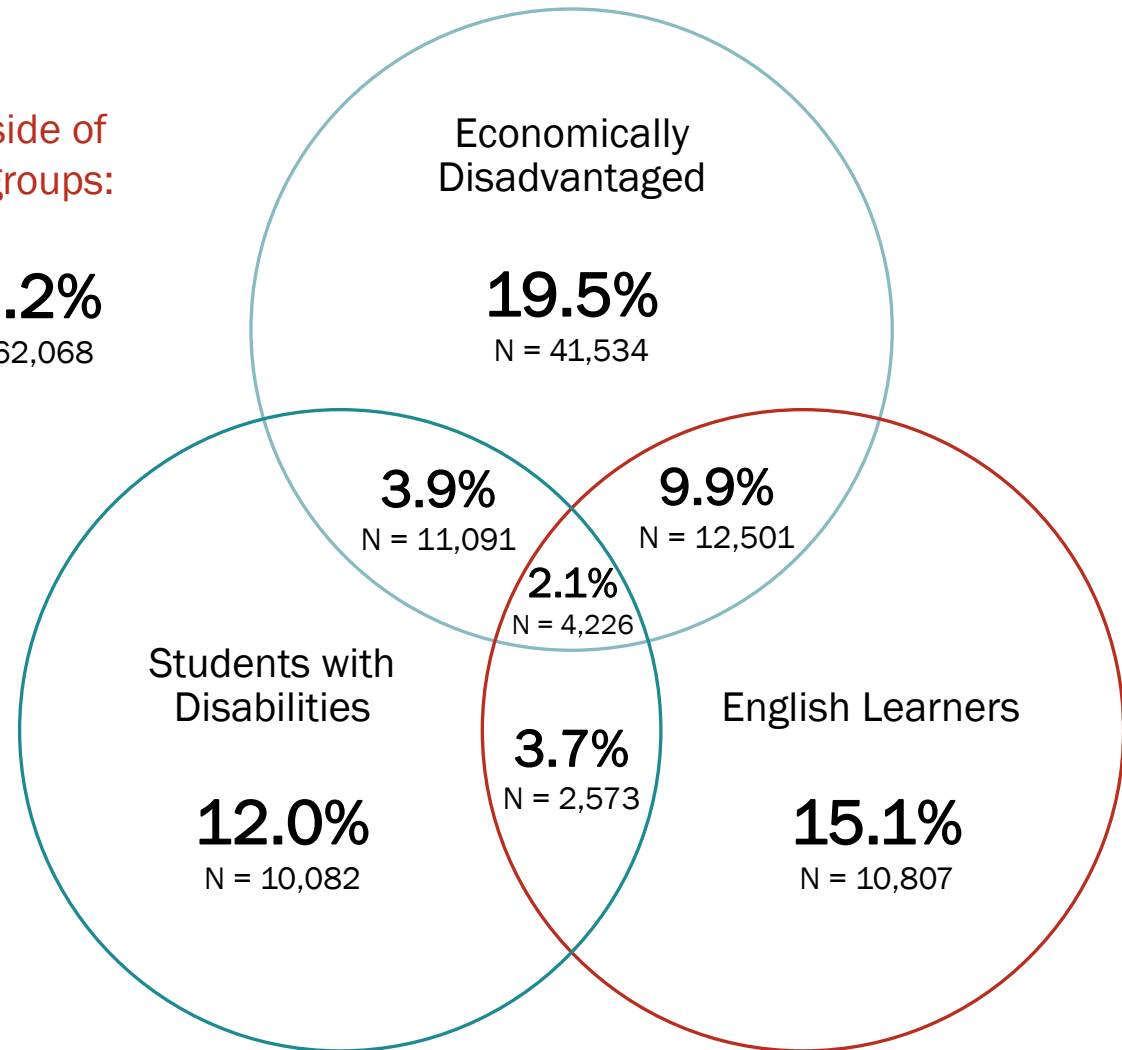 side of
groups:
.2%
62,068
Economically
Disadvantaged
19.5%
N = 41,534
3.9%
N = 11,091
9.9%
N = 12,501
2.1%
N = 4,226
Students with
Disabilities
12.0%
N = 10,082
3.7%
N = 2,573
English Learners
15.1%
N = 10,807